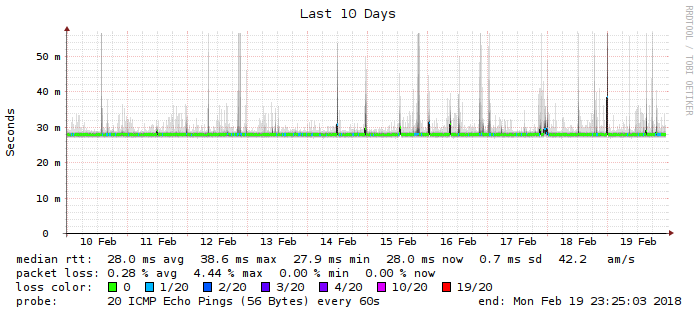 Last 10 Days
RRDTOOL / TOBI OETIKER
Seconds
50 m
40 m
30 m
20 m
10 m
0
10 Feb 11 Feb 12 Feb 13 Feb 14 Feb 15 Feb 16 Feb 17 Feb 18 Feb 19 Feb
median rtt: 28.0 ms avg 38.6 ms max 27.9 ms min 28.0 ms now 0.7 ms sd 42.2 am/s
packet loss: 0.28 % avg 4.44 % max 0.00 % min 0.00 % now
loss color: 0 1/20 2/20 3/20 4/20 10/20 19/20
probe: 20 ICMP Echo Pings (56 Bytes) every 60s end: Mon Feb 19 23:25:03 2018